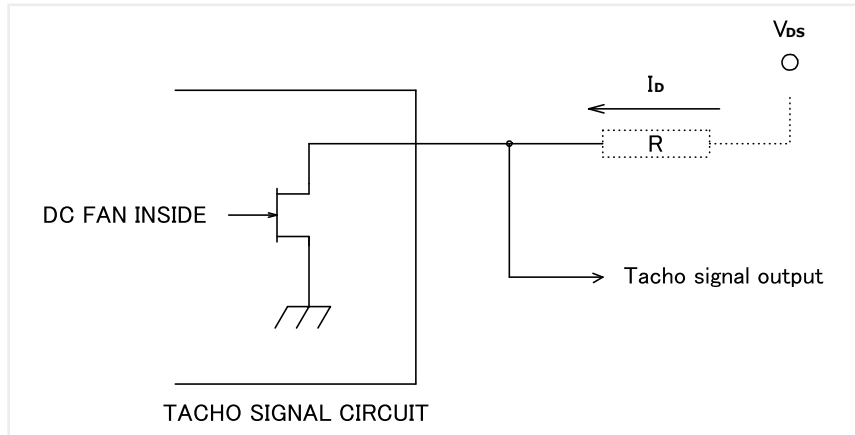 VDS
ID
R
DC FAN INSIDE
Tacho signal output
TACHO SIGNAL CIRCUIT